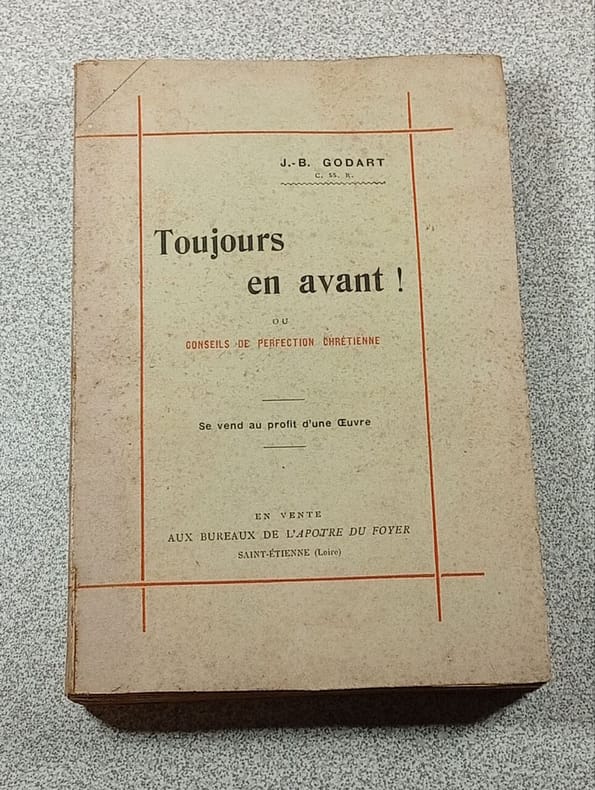 J.-B. GODART
C. SS. R.
Toujours
en avant !
OU
CONSEILS DE PERFECTION CHRÉTIENNE
Se vend au profit d'une Œuvre
EN VENTE
AUX BUREAUX DE L'APOTRE DU FOYER
SAINT-ÉTIENNE (Loire)